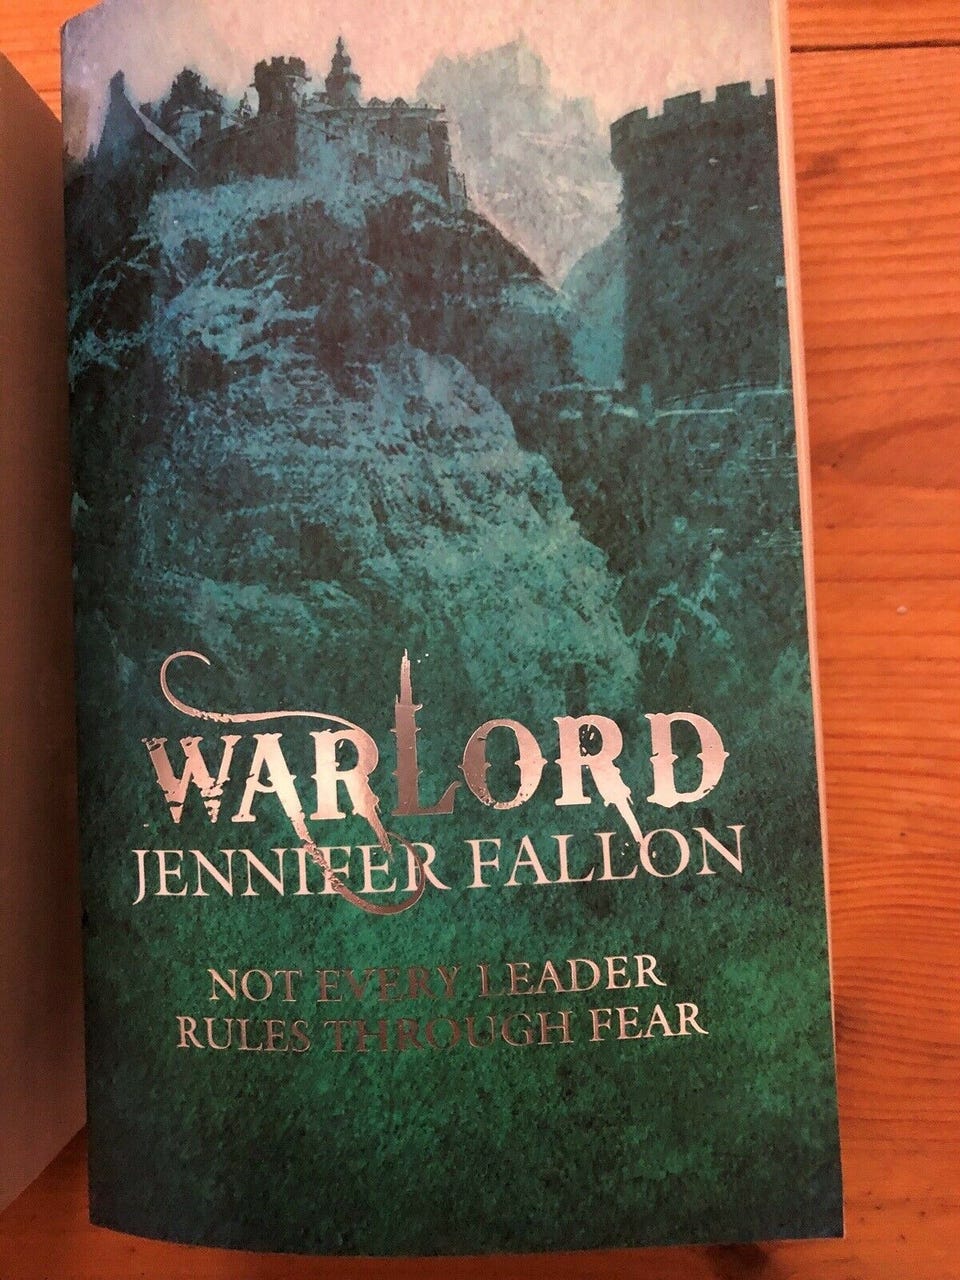 WARLORD
JENNIFER FALLON
NOT EVERY LEADER
RULES THROUGH FEAR